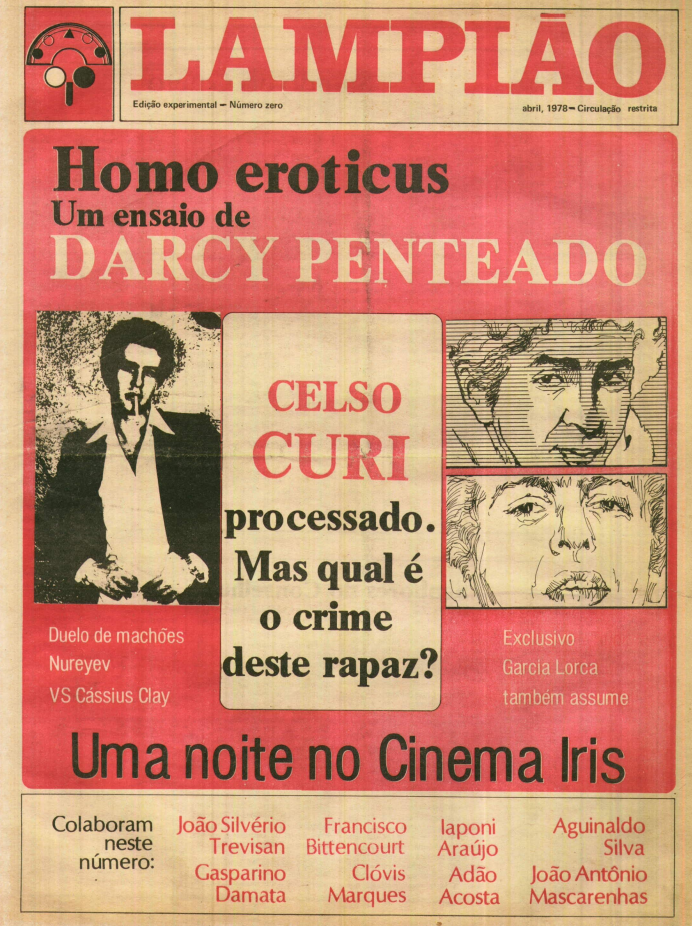 LAMPIÃO
Edição experimental — Número zero
abril, 1978 — Circulação restrita
Homo eroticus
Um ensaio de
DARCY PENTEADO
CELSO
CURI
processado.
Mas qual é
o crime
deste rapaz?
Duelo de machões
Nureyev
VS Cássius Clay
Exclusivo
Garcia Lorca
também assume
Uma noite no Cinema Iris
Colaboram
neste
número:
João Silvério
Trevisan
Gasparino
Damata
Francisco
Bittencourt
Clóvis
Marques
Iaponi
Araújo
Adão
Acosta
Aguinaldo
Silva
João Antônio
Mascarenhas